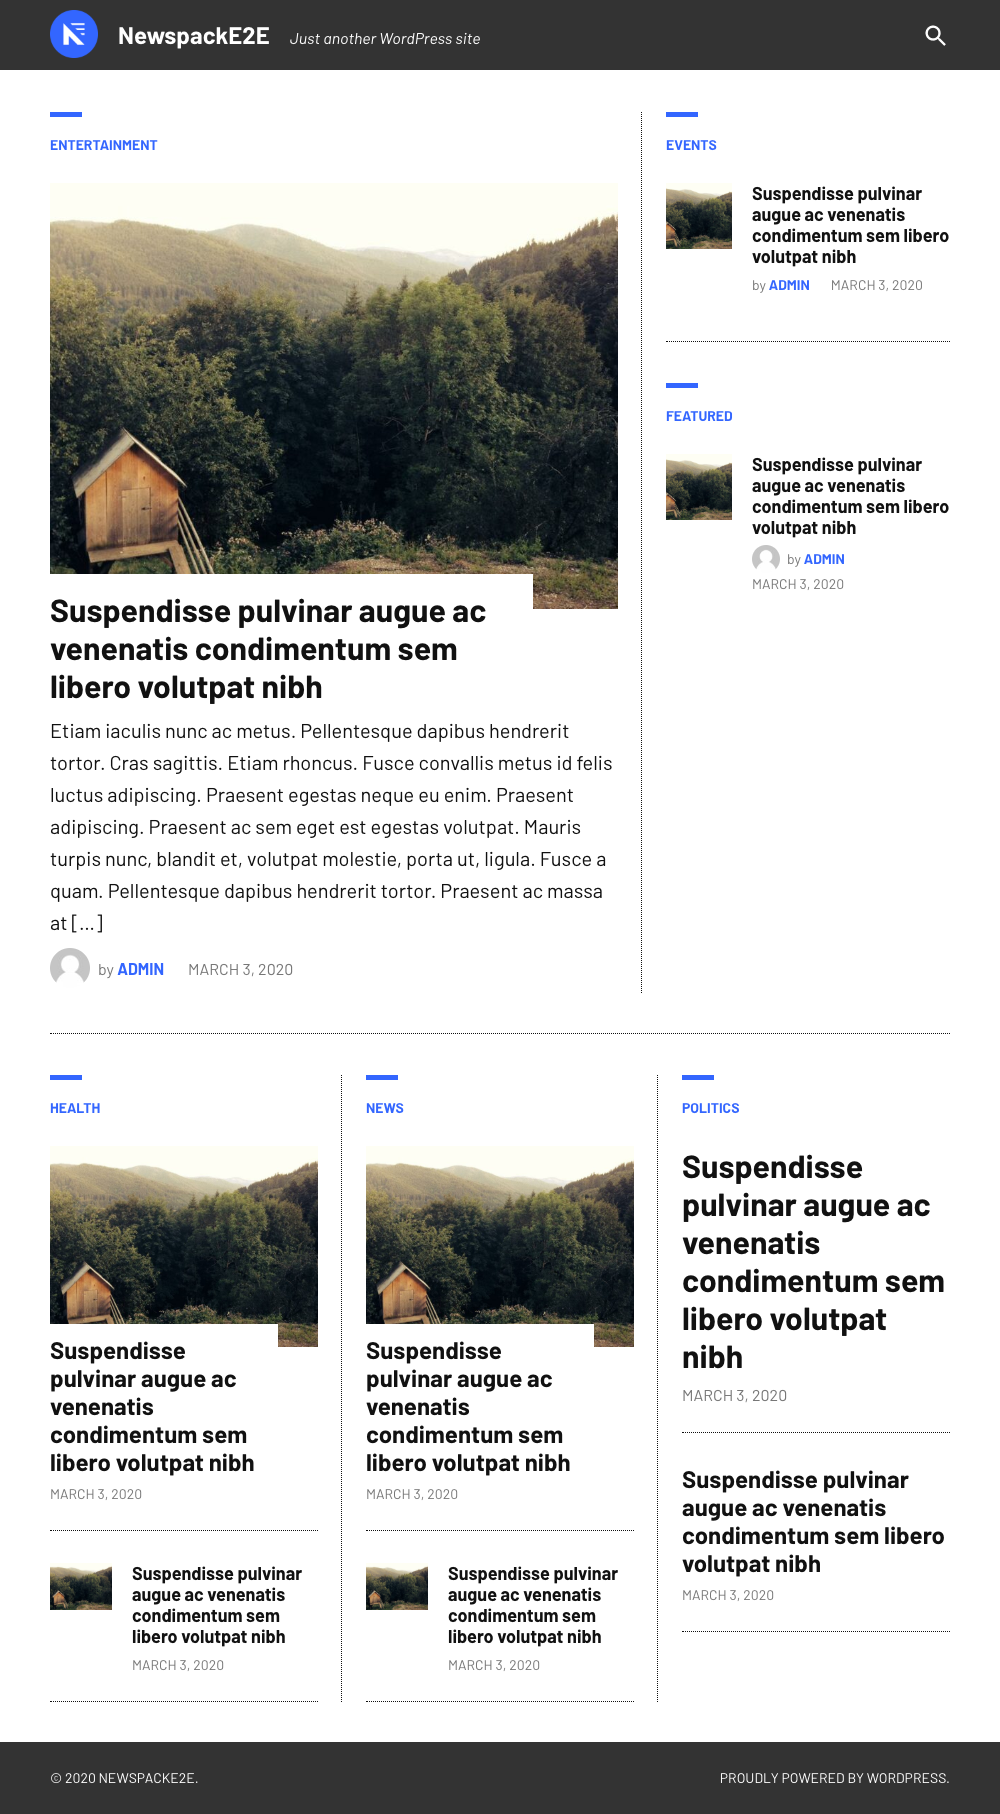 NewspackE2E
Just another WordPress site
ENTERTAINMENT
Suspendisse pulvinar augue ac
venenatis condimentum sem
libero volutpat nibh
Etiam iaculis nunc ac metus. Pellentesque dapibus hendrerit
tortor. Cras sagittis. Etiam rhoncus. Fusce convallis metus id felis
luctus adipiscing. Praesent egestas neque eu enim. Praesent
adipiscing. Praesent ac sem eget est egestas volutpat. Mauris
turpis nunc, blandit et, volutpat molestie, porta ut, ligula. Fusce a
quam. Pellentesque dapibus hendrerit tortor. Praesent ac massa
at […]
by ADMIN MARCH 3, 2020
EVENTS
Suspendisse pulvinar
augue ac venenatis
condimentum sem libero
volutpat nibh
by ADMIN MARCH 3, 2020
FEATURED
Suspendisse pulvinar
augue ac venenatis
condimentum sem libero
volutpat nibh
by ADMIN
MARCH 3, 2020
HEALTH
Suspendisse
pulvinar augue ac
venenatis
condimentum sem
libero volutpat nibh
MARCH 3, 2020
Suspendisse pulvinar
augue ac venenatis
condimentum sem
libero volutpat nibh
MARCH 3, 2020
NEWS
Suspendisse
pulvinar augue ac
venenatis
condimentum sem
libero volutpat nibh
MARCH 3, 2020
Suspendisse pulvinar
augue ac venenatis
condimentum sem
libero volutpat nibh
MARCH 3, 2020
POLITICS
Suspendisse
pulvinar augue ac
venenatis
condimentum sem
libero volutpat
nibh
MARCH 3, 2020
Suspendisse pulvinar
augue ac venenatis
condimentum sem libero
volutpat nibh
MARCH 3, 2020
© 2020 NEWSPACKE2E.
PROUDLY POWERED BY WORDPRESS.